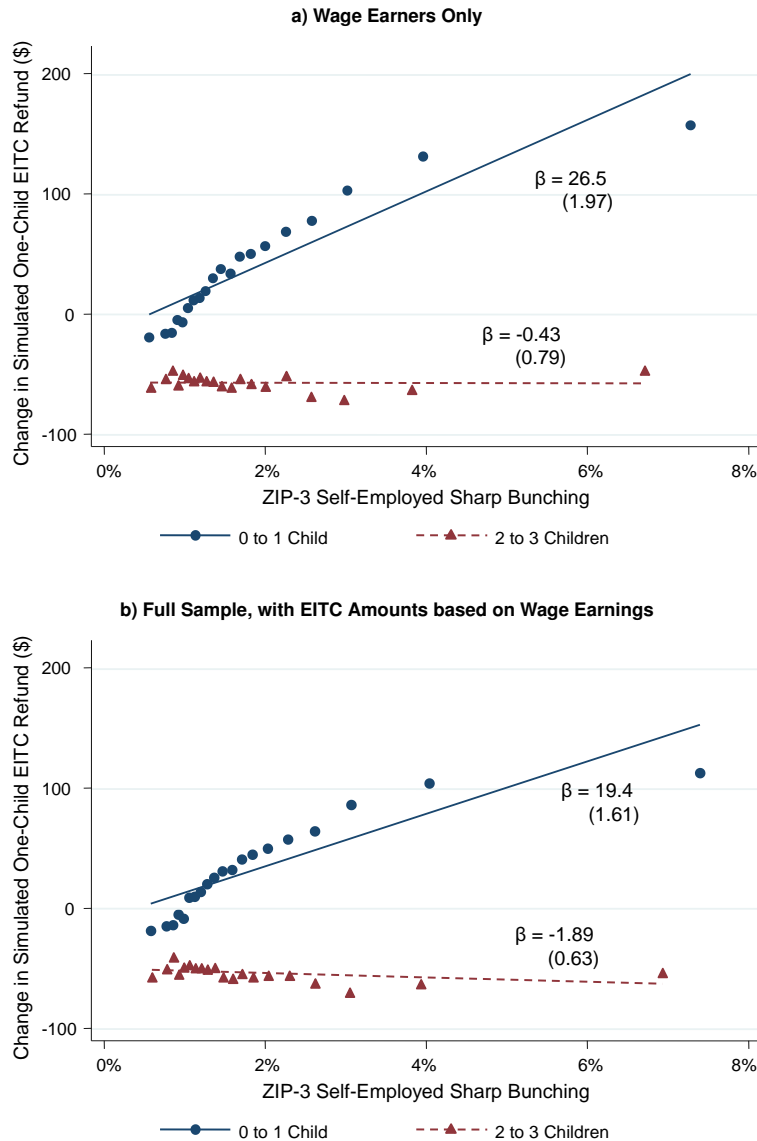 a) Wage Earners Only
Change in Simulated One-Child EITC Refund ($)
200
100
0
-100
β = 26.5
(1.97)
β = -0.43
(0.79)
0% 2% 4% 6% 8%
ZIP-3 Self-Employed Sharp Bunching
0 to 1 Child 2 to 3 Children
b) Full Sample, with EITC Amounts based on Wage Earnings
Change in Simulated One-Child EITC Refund ($)
200
100
0
-100
β = 19.4
(1.61)
β = -1.89
(0.63)
0% 2% 4% 6% 8%
ZIP-3 Self-Employed Sharp Bunching
0 to 1 Child 2 to 3 Children